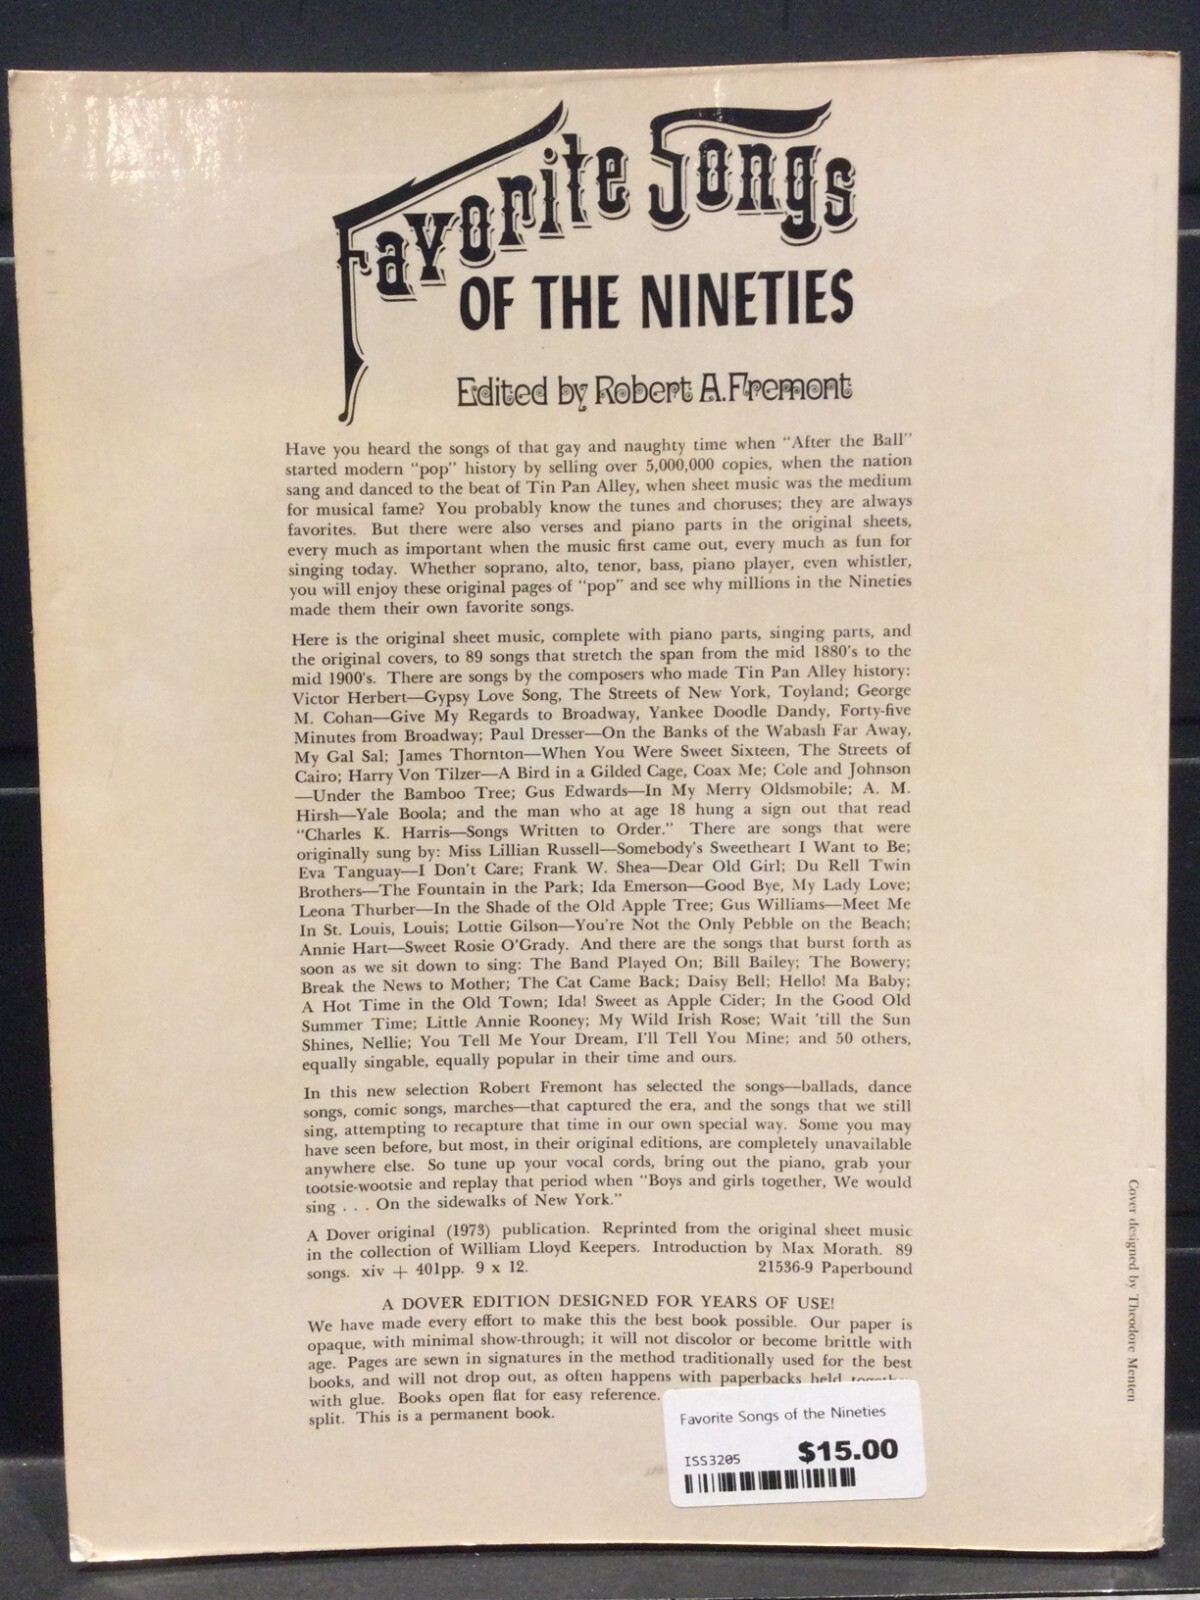 Favorite Songs
OF THE NINETIES
Edited by Robert A. Fremont
Have you heard the songs of that gay and naughty time when "After the Ball"
started modern "pop" history by selling over 5,000,000 copies, when the nation
sang and danced to the beat of Tin Pan Alley, when sheet music was the medium
for musical fame? You probably know the tunes and choruses; they are always
favorites. But there were also verses and piano parts in the original sheets,
every much as important when the music first came out, every much as fun for
singing today. Whether soprano, alto, tenor, bass, piano player, even whistler,
you will enjoy these original pages of "pop" and see why millions in the Nineties
made them their own favorite songs.
Here is the original sheet music, complete with piano parts, singing parts, and
the original covers, to 89 songs that stretch the span from the mid 1880's to the
mid 1900's. There are songs by the composers who made Tin Pan Alley history:
Victor Herbert—Gypsy Love Song, The Streets of New York, Toyland; George
M. Cohan—Give My Regards to Broadway, Yankee Doodle Dandy, Forty-five
Minutes from Broadway; Paul Dresser—On the Banks of the Wabash Far Away,
My Gal Sal; James Thornton—When You Were Sweet Sixteen, The Streets of
Cairo; Harry Von Tilzer—A Bird in a Gilded Cage, Coax Me; Cole and Johnson
—Under the Bamboo Tree; Gus Edwards—In My Merry Oldsmobile; A. M.
Hirsh—Yale Boola; and the man who at age 18 hung a sign out that read
"Charles K. Harris—Songs Written to Order." There are songs that were
originally sung by: Miss Lillian Russell—Somebody's Sweetheart I Want to Be;
Eva Tanguay—I Don't Care; Frank W. Shea—Dear Old Girl; Du Rell Twin
Brothers—The Fountain in the Park; Ida Emerson—Good Bye, My Lady Love;
Leona Thurber—In the Shade of the Old Apple Tree; Gus Williams—Meet Me
In St. Louis, Louis; Lottie Gilson—You're Not the Only Pebble on the Beach;
Annie Hart—Sweet Rosie O'Grady. And there are the songs that burst forth as
soon as we sit down to sing: The Band Played On; Bill Bailey; The Bowery;
Break the News to Mother; The Cat Came Back; Daisy Bell; Hello! Ma Baby;
A Hot Time in the Old Town; Ida! Sweet as Apple Cider; In the Good Old
Summer Time; Little Annie Rooney; My Wild Irish Rose; Wait 'till the Sun
Shines, Nellie; You Tell Me Your Dream, I'll Tell You Mine; and 50 others,
equally singable, equally popular in their time and ours.
In this new selection Robert Fremont has selected the songs—ballads, dance
songs, comic songs, marches—that captured the era, and the songs that we still
sing, attempting to recapture that time in our own special way. Some you may
have seen before, but most, in their original editions, are completely unavailable
anywhere else. So tune up your vocal cords, bring out the piano, grab your
tootsie-wootsie and replay that period when "Boys and girls together, We would
sing . . . On the sidewalks of New York."
A Dover original (1973) publication. Reprinted from the original sheet music
in the collection of William Lloyd Keepers. Introduction by Max Morath. 89
songs. xiv + 401pp. 9 x 12. 21536-9 Paperbound
A DOVER EDITION DESIGNED FOR YEARS OF USE!
We have made every effort to make this the best book possible. Our paper is
opaque, with minimal show-through; it will not discolor or become brittle with
age. Pages are sewn in signatures in the method traditionally used for the best
books, and will not drop out, as often happens with paperbacks held together
with glue. Books open flat for easy reference.
split. This is a permanent book.
Favorite Songs of the Nineties
ISS3205 $15.00
Cover designed by Theodore Menten